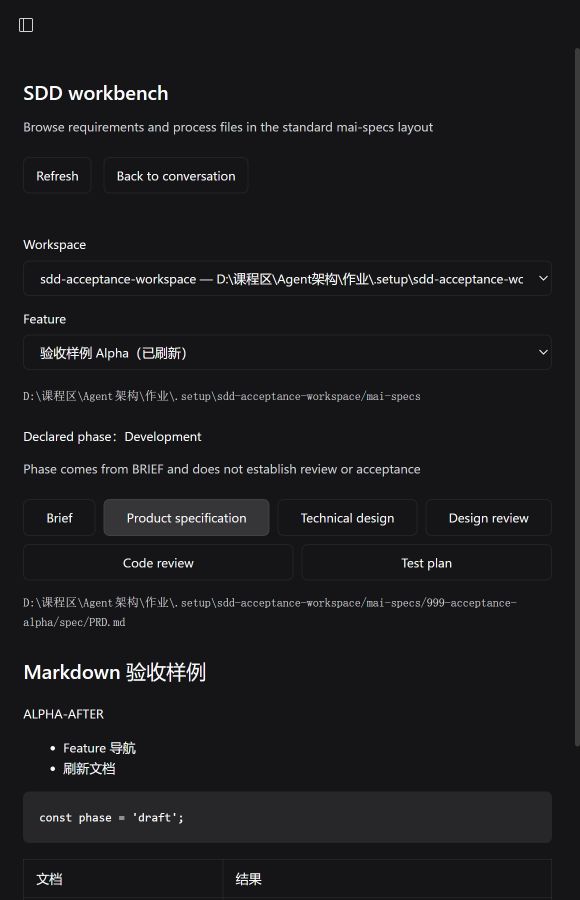 SDD workbench
Browse requirements and process files in the standard mai-specs layout
Refresh
Back to conversation
Workspace
sdd-acceptance-workspace — D:\课程区\Agent架构\作业\.setup\sdd-acceptance-wc
Feature
验收样例 Alpha（已刷新）
D:\课程区\Agent架构\作业\.setup\sdd-acceptance-workspace/mai-specs
Declared phase：Development
Phase comes from BRIEF and does not establish review or acceptance
Brief
Product specification
Technical design
Design review
Code review
Test plan
D:\课程区\Agent架构\作业\.setup\sdd-acceptance-workspace/mai-specs/999-acceptance-
alpha/spec/PRD.md
Markdown 验收样例
ALPHA-AFTER
• Feature 导航
• 刷新文档
const phase = 'draft';
文档
结果